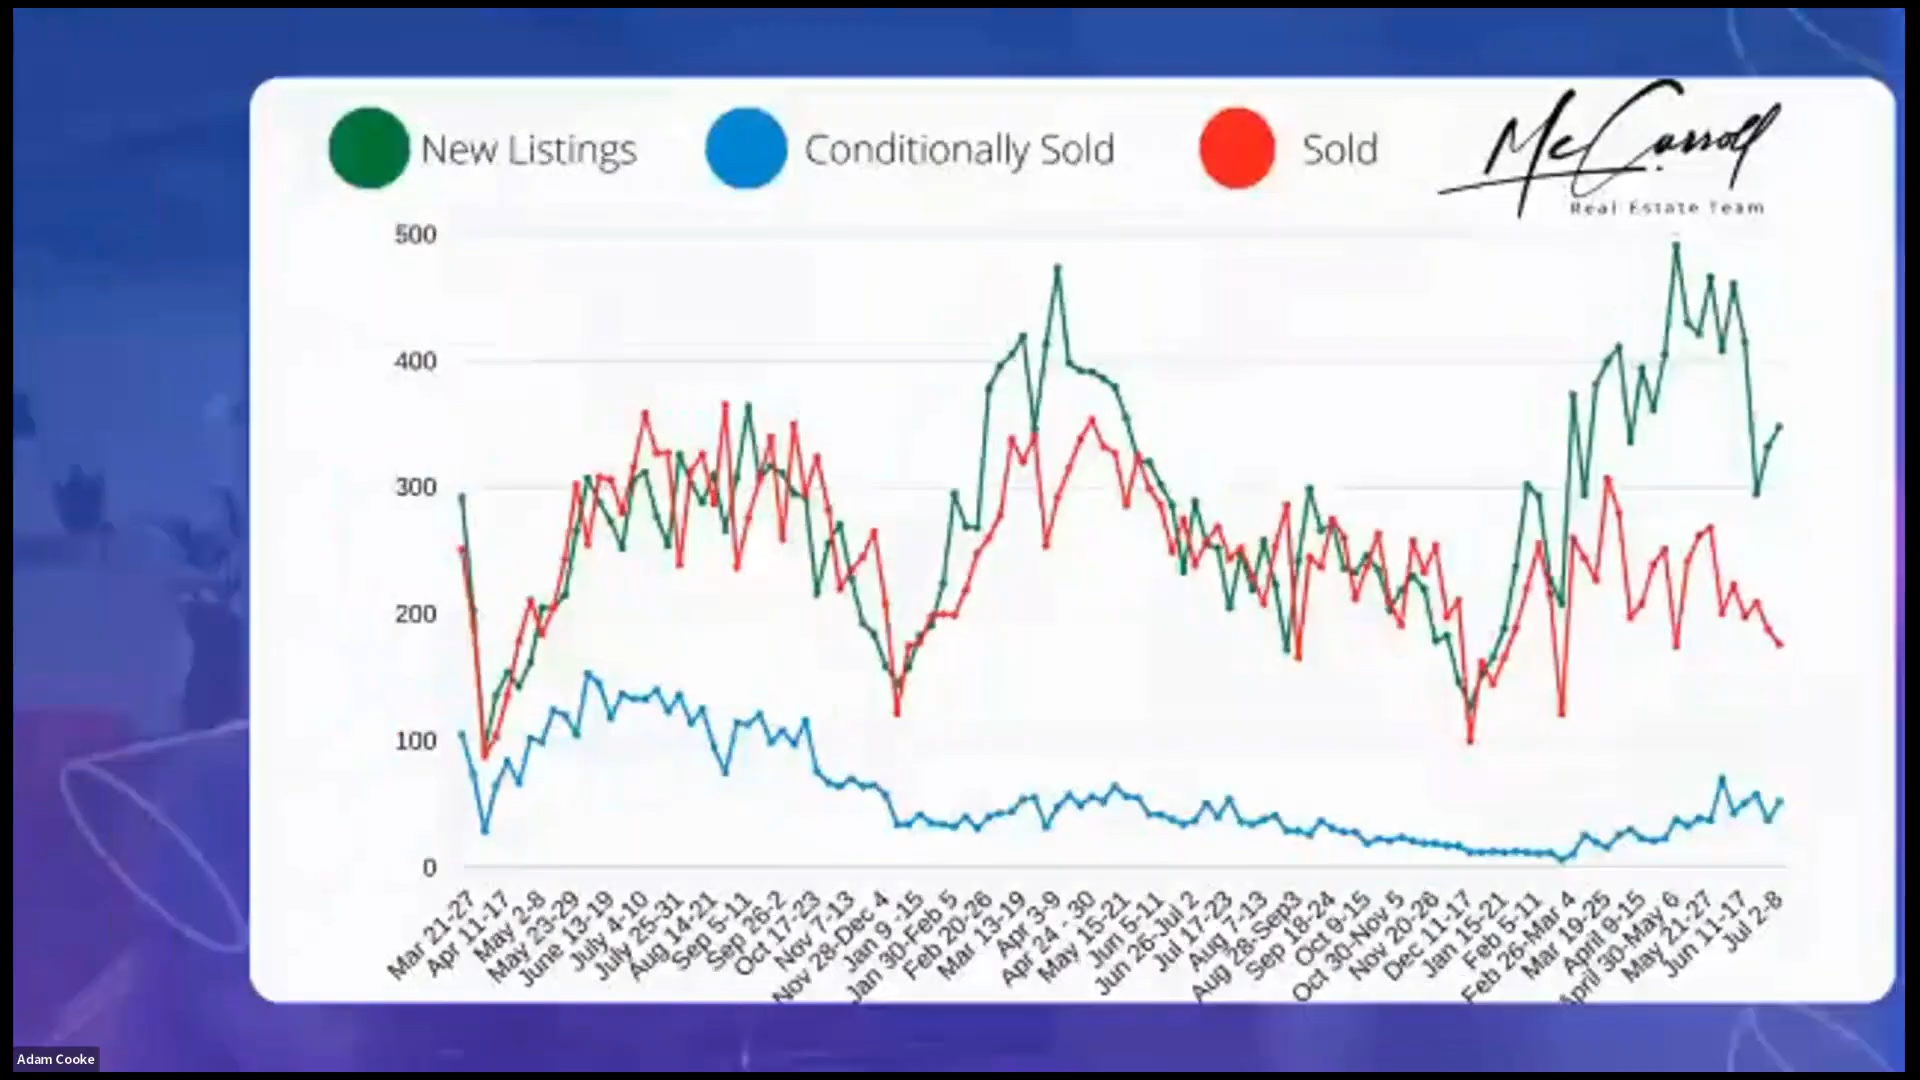 New Listings
Conditionally Sold
Sold
McCarroll
Real Estate Team
500
400
300
200
100
0
Mar 21-27
Apr 11-17
May 2-8
May 23-29
June 13-19
July 4-10
July 25-31
Aug 14-21
Sep 5-11
Sep 26-2
Oct 17-23
Nov 7-13
Nov 28-Dec 4
Jan 9 -15
Jan 30-Feb 5
Feb 20-26
Mar 13-19
Apr 3-9
Apr 24 - 30
May 15-21
Jun 5-11
Jun 26-Jul 2
Jul 17-23
Aug 7-13
Aug 28-Sep3
Sep 18-24
Oct 9-15
Oct 30-Nov 5
Nov 20-26
Dec 11-17
Jan 15-21
Feb 5-11
Feb 26-Mar 4
Mar 19-25
April 9-15
April 30-May 6
May 21-27
Jun 11-17
Jul 2-8
Adam Cooke